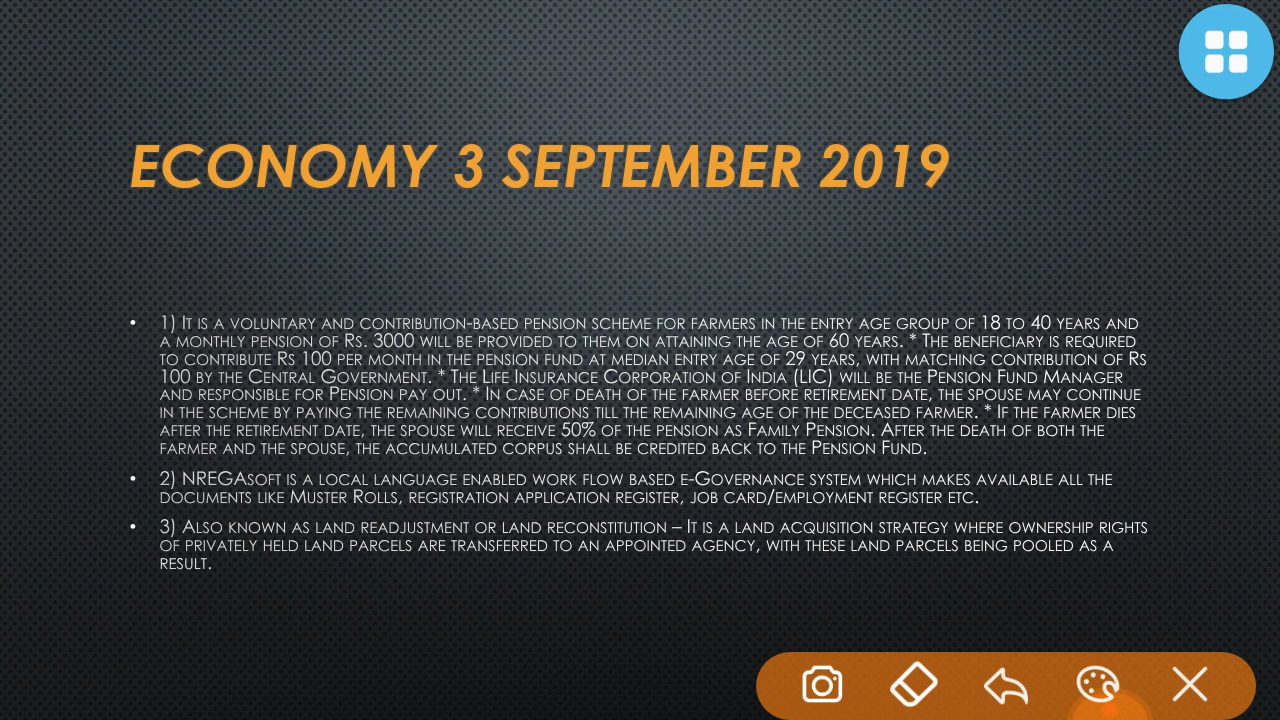 ECONOMY 3 SEPTEMBER 2019
• 1) It is a voluntary and contribution-based pension scheme for farmers in the entry age group of 18 to 40 years and
a monthly pension of Rs. 3000 will be provided to them on attaining the age of 60 years. * The beneficiary is required
to contribute Rs 100 per month in the pension fund at median entry age of 29 years, with matching contribution of Rs
100 by the Central Government. * The Life Insurance Corporation of India (LIC) will be the Pension Fund Manager
and responsible for Pension pay out. * In case of death of the farmer before retirement date, the spouse may continue
in the scheme by paying the remaining contributions till the remaining age of the deceased farmer. * If the farmer dies
after the retirement date, the spouse will receive 50% of the pension as Family Pension. After the death of both the
farmer and the spouse, the accumulated corpus shall be credited back to the Pension Fund.
• 2) NREGAsoft is a local language enabled work flow based e-Governance system which makes available all the
documents like Muster Rolls, registration application register, job card/employment register etc.
• 3) Also known as land readjustment or land reconstitution – It is a land acquisition strategy where ownership rights
of privately held land parcels are transferred to an appointed agency, with these land parcels being pooled as a
result.